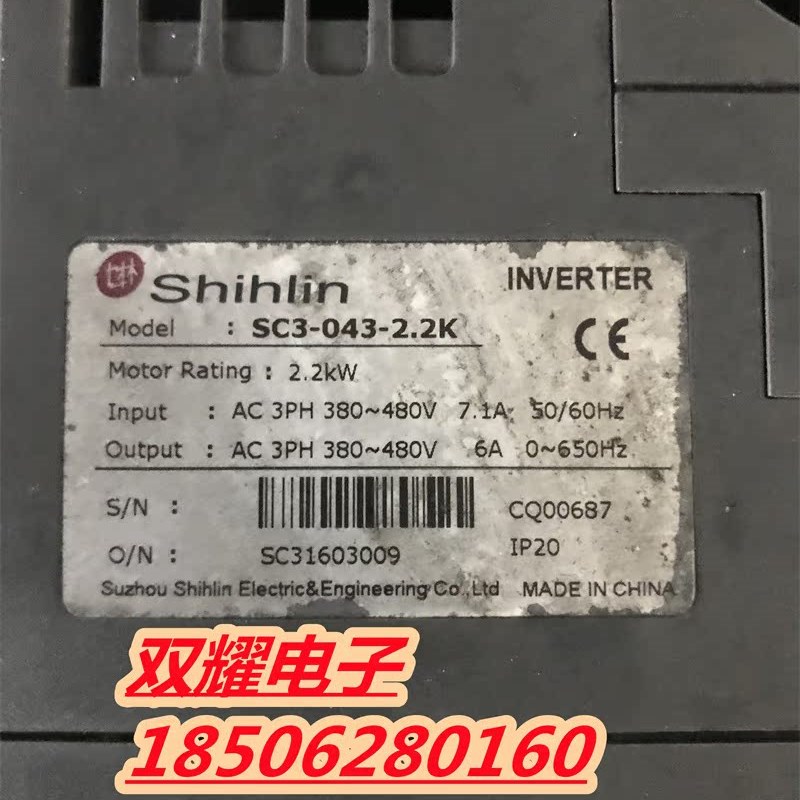 Shihlin INVERTER
Model : SC3-043-2.2K
CE
Motor Rating : 2.2kW
Input : AC 3PH 380~480V 7.1A 50/60Hz
Output : AC 3PH 380~480V 6A 0~650Hz
S/N : CQ00687
O/N : SC31603009 IP20
Suzhou Shihlin Electric&Engineering Co.,Ltd MADE IN CHINA
双耀电子
18506280160